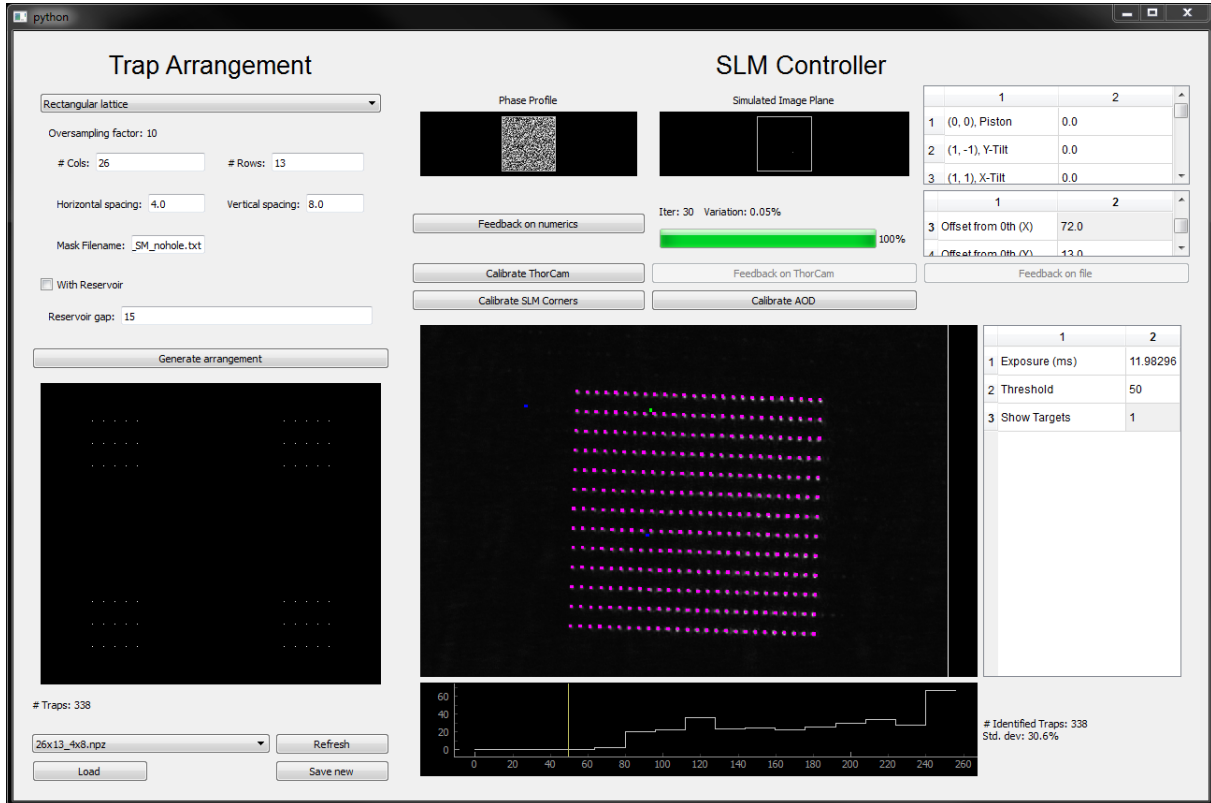 python
Trap Arrangement
Rectangular lattice
Oversampling factor: 10
# Cols: 26 # Rows: 13
Horizontal spacing: 4.0 Vertical spacing: 8.0
Mask Filename: _SM_nohole.txt
With Reservoir
Reservoir gap: 15
Generate arrangement
# Traps: 338
26x13_4x8.npz Refresh
Load Save new
SLM Controller
Phase Profile Simulated Image Plane
1 2
1 (0, 0), Piston 0.0
2 (1, -1), Y-Tilt 0.0
3 (1, 1), X-Tilt 0.0
Feedback on numerics
Iter: 30 Variation: 0.05%
100%
1 2
3 Offset from 0th (X) 72.0
4 Offset from 0th (Y) 13.0
Calibrate ThorCam Feedback on ThorCam Feedback on file
Calibrate SLM Corners Calibrate AOD
1 2
1 Exposure (ms) 11.98296
2 Threshold 50
3 Show Targets 1
60
40
20
0
0 20 40 60 80 100 120 140 160 180 200 220 240 260
# Identified Traps: 338
Std. dev: 30.6%